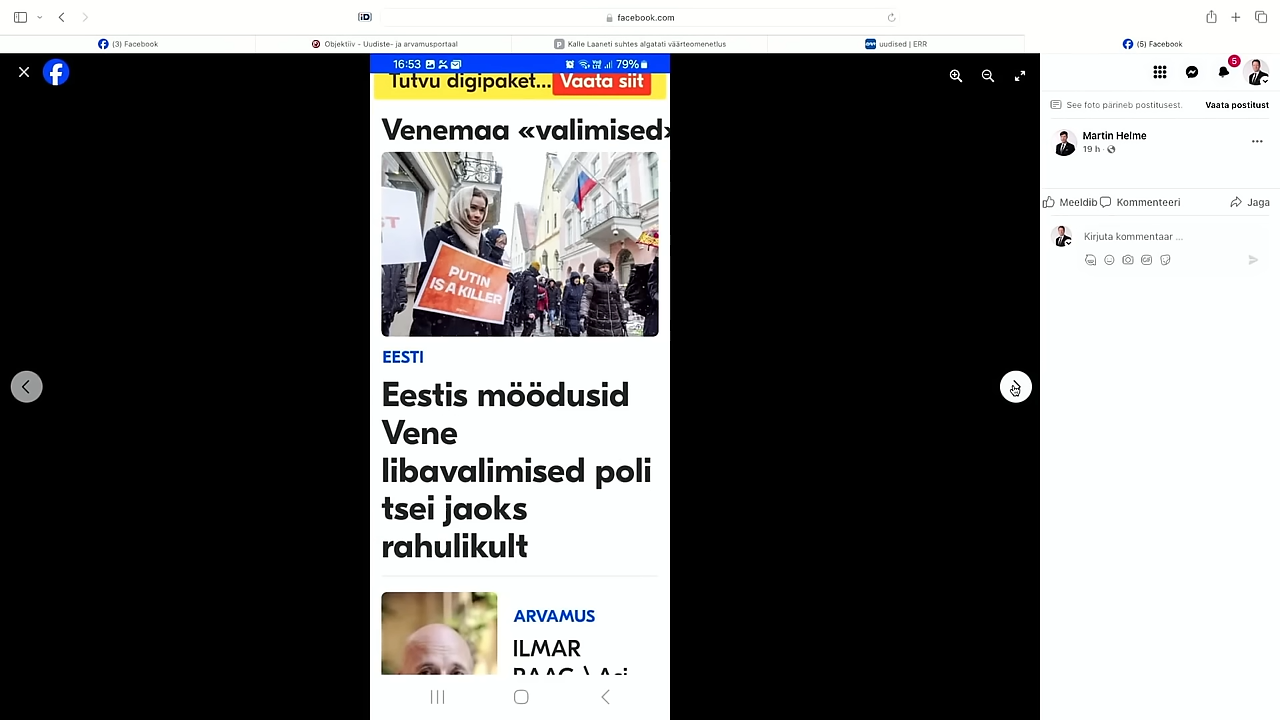 facebook.com
(3) Facebook
Objektiiv - Uudiste- ja arvamusportaal
Kalle Laaneti suhtes algatati väärteomenetlus
uudised | ERR
(5) Facebook
16:53
79%
Tutvu digipaket... Vaata siit
Venemaa «valimised»
PUTIN
IS A KILLER
EESTI
Eestis möödusid
Vene
libavalimised poli
tsei jaoks
rahulikult
ARVAMUS
ILMAR
5
See foto pärineb postitusest.
Vaata postitust
Martin Helme
19 h
Meeldib
Kommenteeri
Jaga
Kirjuta kommentaar ...